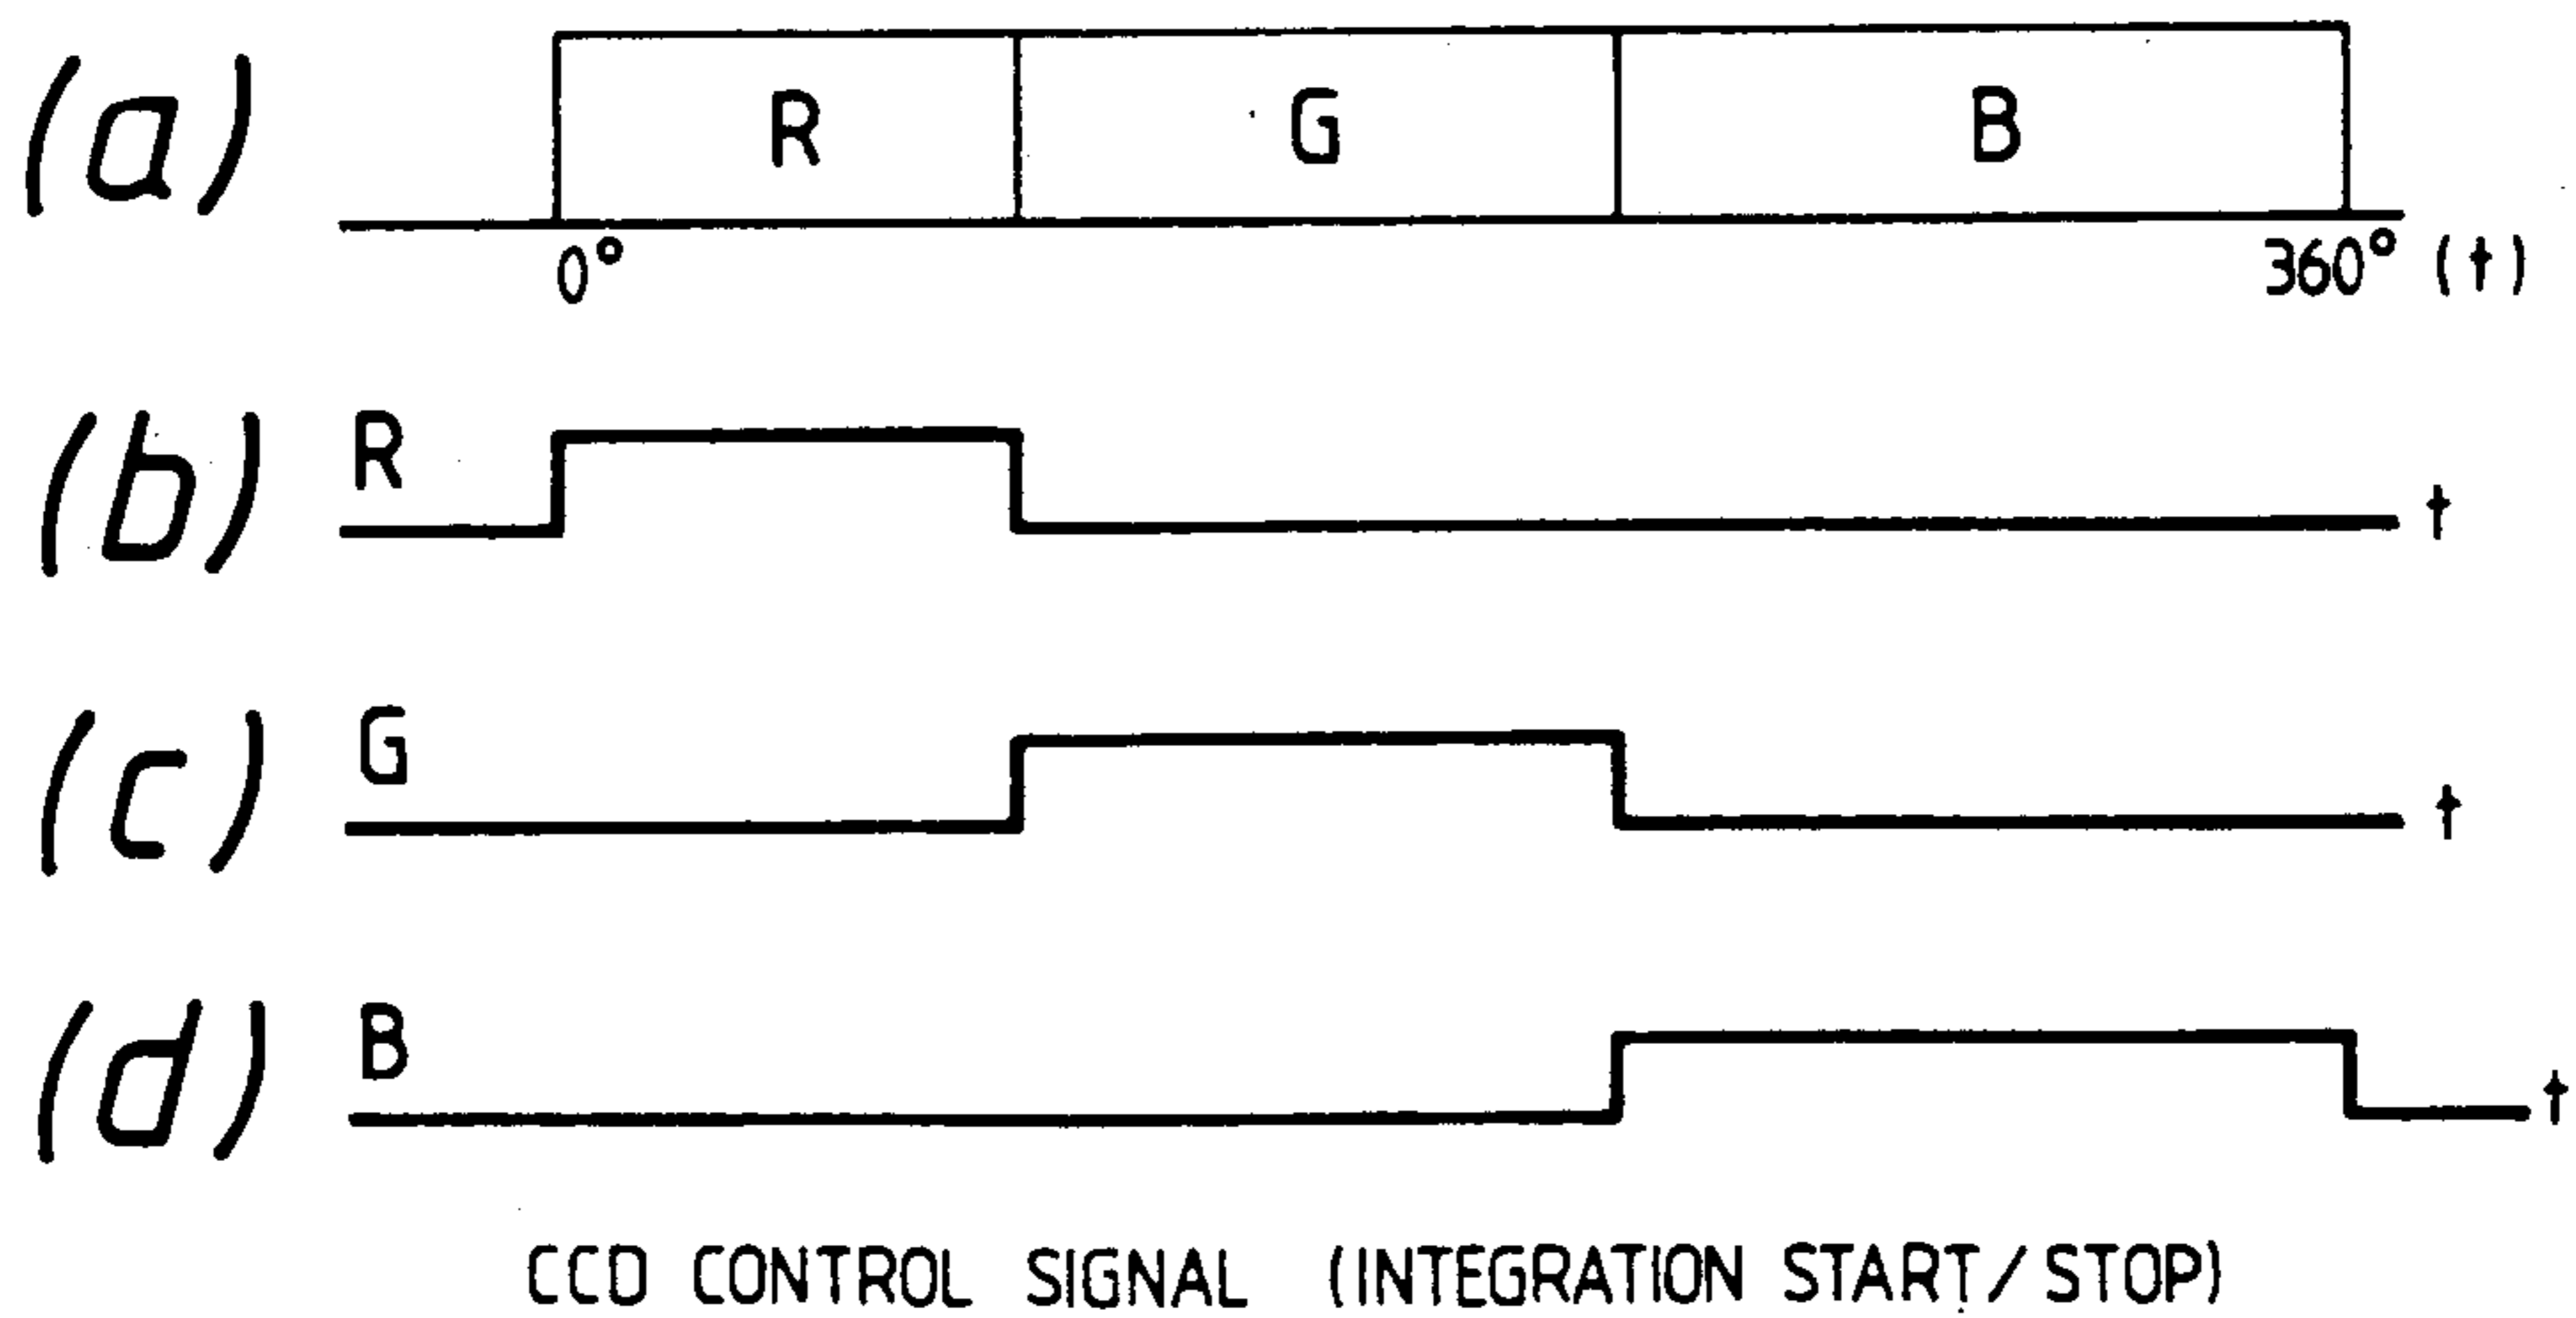 (a) R G B
0° 360° (t)
(b) R t
(c) G t
(d) B t
CCD CONTROL SIGNAL (INTEGRATION START/STOP)